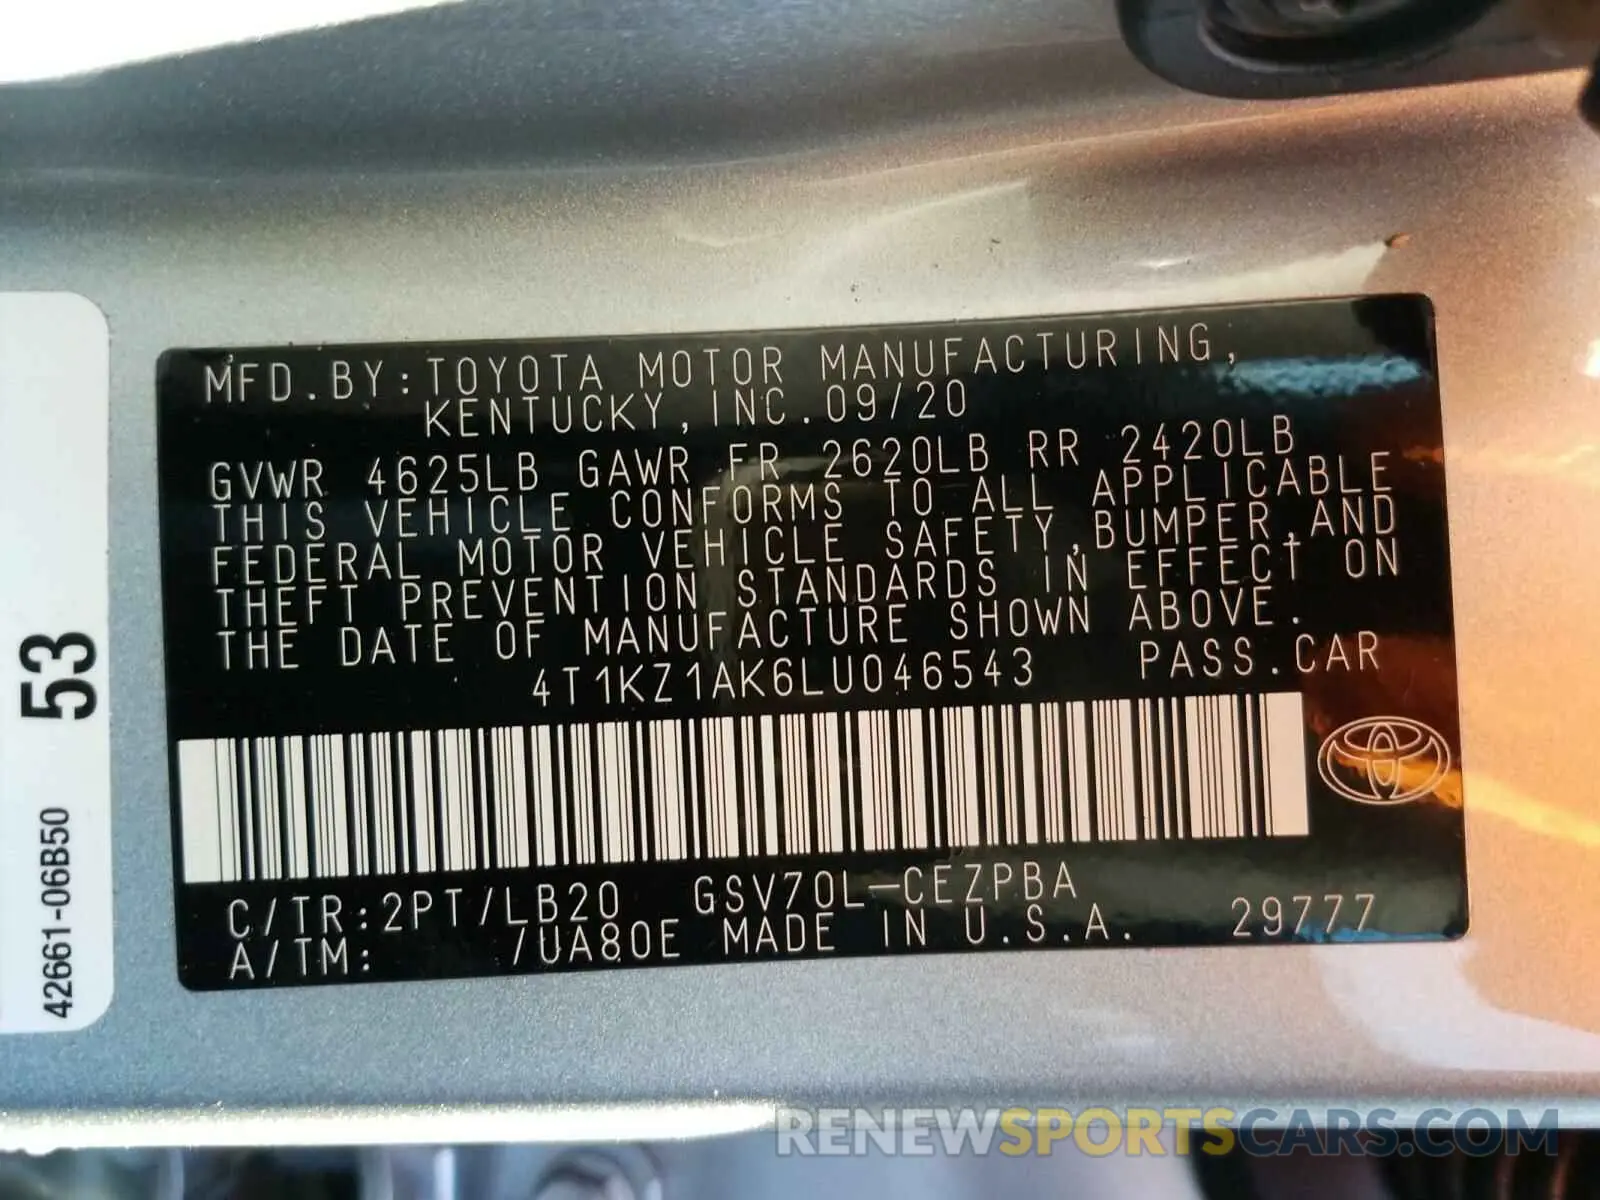 MFD.BY:TOYOTA MOTOR MANUFACTURING,
KENTUCKY,INC.09/20
GVWR 4625LB GAWR FR 2620LB RR 2420LB
THIS VEHICLE CONFORMS TO ALL APPLICABLE
FEDERAL MOTOR VEHICLE SAFETY,BUMPER,AND
THEFT PREVENTION STANDARDS IN EFFECT ON
THE DATE OF MANUFACTURE SHOWN ABOVE.
4T1KZ1AK6LU046543 PASS.CAR
C/TR:2PT/LB20 GSV70L-CEZPBA
A/TM: /UA80E MADE IN U.S.A. 29777
53
42661-06B50
RENEWSPORTSCARS.COM